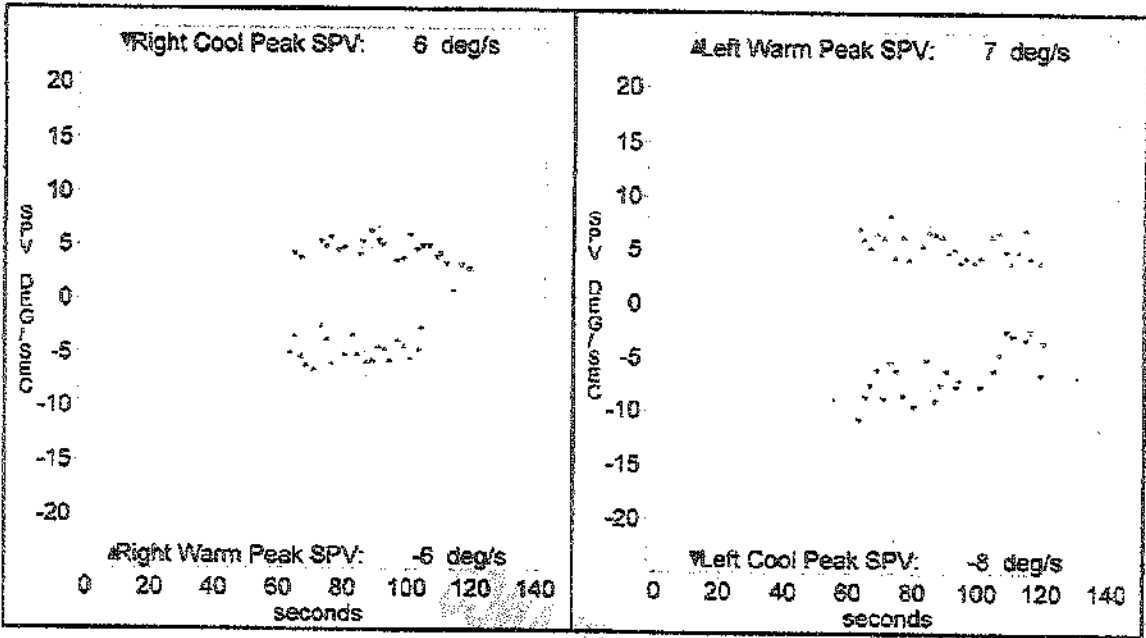 ▼Right Cool Peak SPV: 6 deg/s
20
15
10
5
0
-5
-10
-15
-20
SPV DEG/SEC
▲Right Warm Peak SPV: -6 deg/s
0 20 40 60 80 100 120 140
seconds
▲Left Warm Peak SPV: 7 deg/s
20
15
10
5
0
-5
-10
-15
-20
SPV DEG/SEC
▼Left Cool Peak SPV: -8 deg/s
0 20 40 60 80 100 120 140
seconds